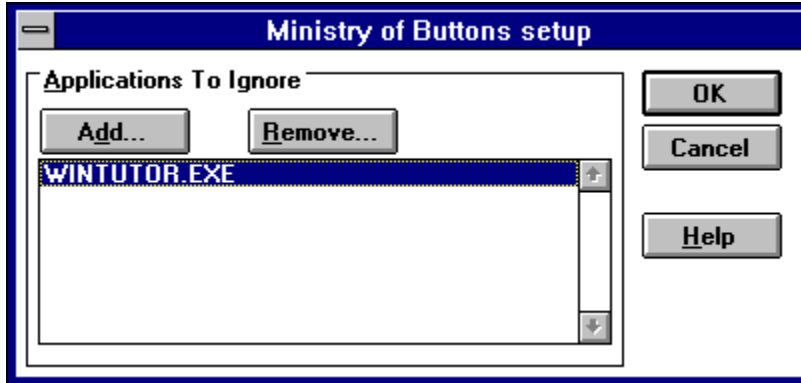 Ministry of Buttons setup
Applications To Ignore
Add...
Remove...
WINTUTOR.EXE
OK
Cancel
Help